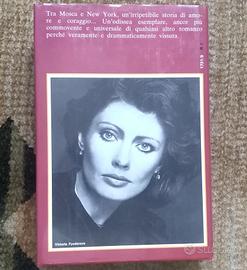 Tra Mosca e New York, un'irripetibile storia di amo-
re e coraggio... Un'odissea esemplare, ancor più
commovente e universale di qualsiasi altro romanzo
perché veramente e drammaticamente vissuta.
Victoria Fyodorova